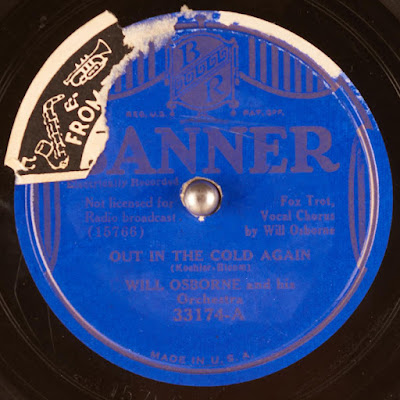 & 
FROM
B
R
REG. U.S. PAT. OFF.
BANNER
Electrically Recorded
Not licensed for
Radio broadcast
(15766)
Fox Trot,
Vocal Chorus
by Will Osborne
OUT IN THE COLD AGAIN
(Koehler-Bloom)
WILL OSBORNE and his
Orchestra
33174-A
MADE IN U.S.A.